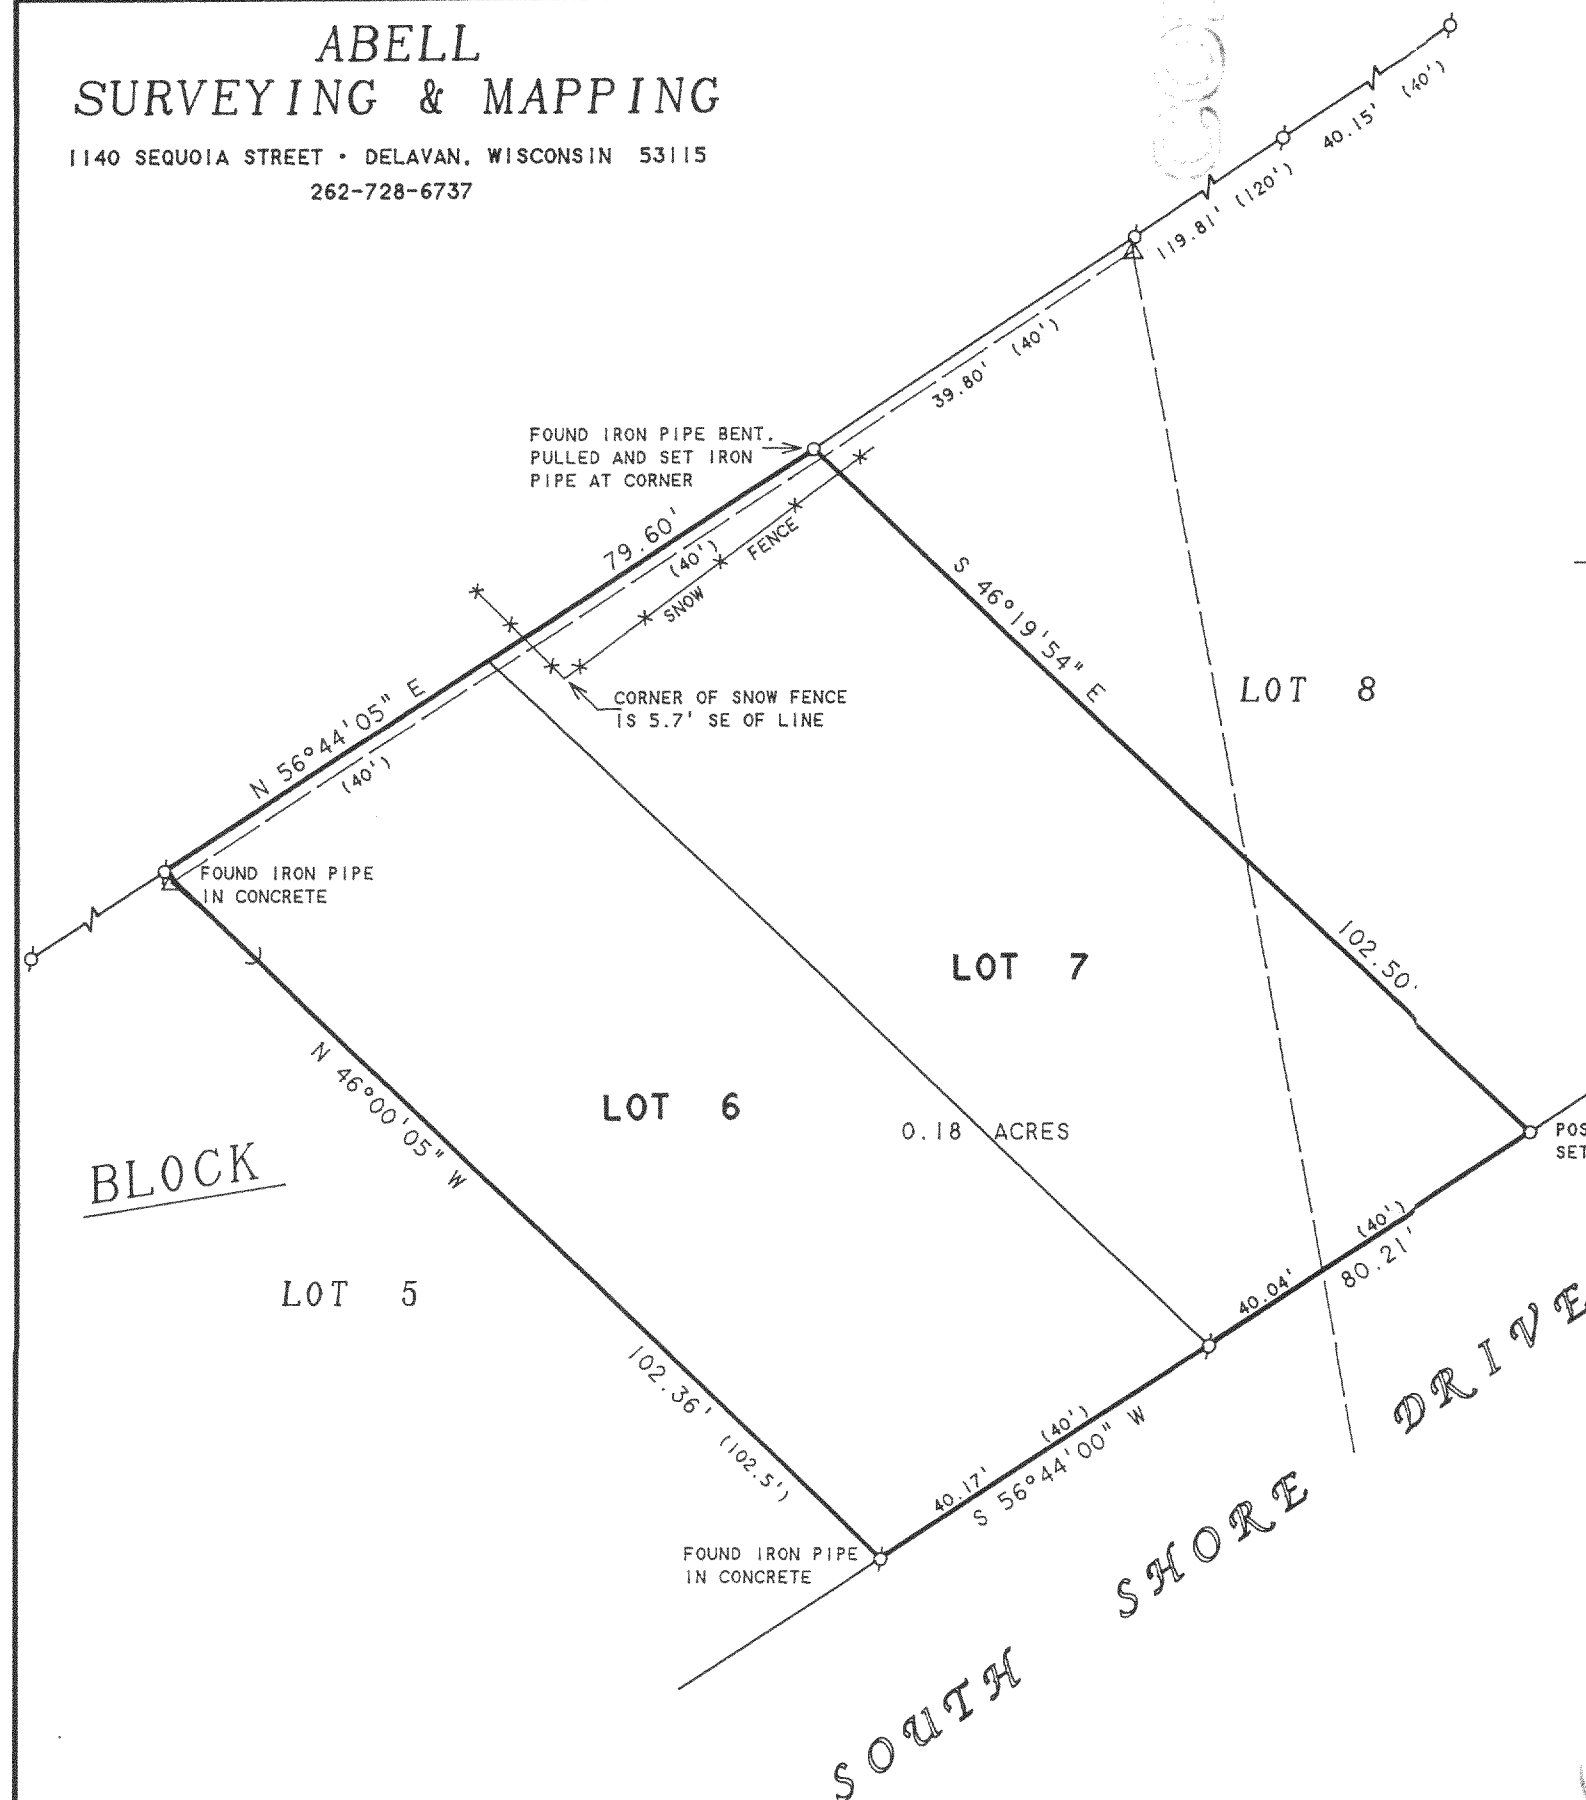 ABELL
SURVEYING & MAPPING
1140 SEQUOIA STREET • DELAVAN, WISCONSIN 53115
262-728-6737
40.15' (40')
119.81' (120')
39.80' (40')
FOUND IRON PIPE BENT.
PULLED AND SET IRON
PIPE AT CORNER
79.60'
(40')
SNOW FENCE
S 46°19'54" E
CORNER OF SNOW FENCE
IS 5.7' SE OF LINE
LOT 8
N 56°44'05" E
(40')
FOUND IRON PIPE
IN CONCRETE
102.50'
LOT 7
N 46°00'05" W
LOT 6
0.18 ACRES
POS
SET
BLOCK
(40')
80.21'
40.04'
LOT 5
102.36'
(102.5')
(40')
40.17'
S 56°44'00" W
FOUND IRON PIPE
IN CONCRETE
SOUTH SHORE DRIVE